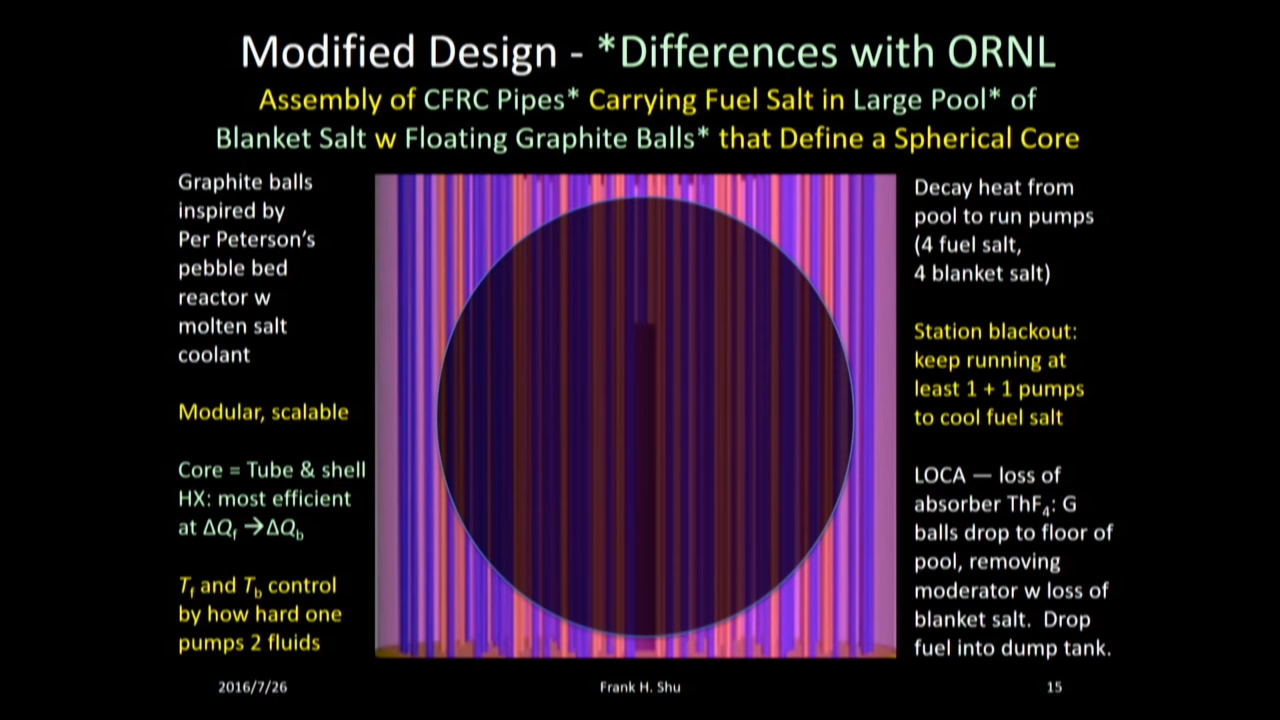 Modified Design - *Differences with ORNL
Assembly of CFRC Pipes* Carrying Fuel Salt in Large Pool* of
Blanket Salt w Floating Graphite Balls* that Define a Spherical Core
Graphite balls
inspired by
Per Peterson's
pebble bed
reactor w
molten salt
coolant
Modular, scalable
Core = Tube & shell
HX: most efficient
at ΔQf →ΔQb
Tf and Tb control
by how hard one
pumps 2 fluids
Decay heat from
pool to run pumps
(4 fuel salt,
4 blanket salt)
Station blackout:
keep running at
least 1 + 1 pumps
to cool fuel salt
LOCA — loss of
absorber ThF4: G
balls drop to floor of
pool, removing
moderator w loss of
blanket salt. Drop
fuel into dump tank.
2016/7/26
Frank H. Shu
15